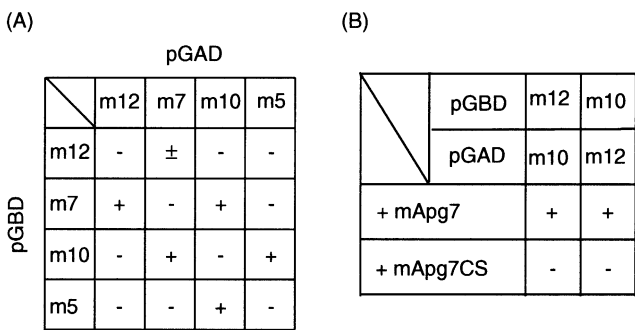 (A)
pGAD
m12 m7 m10 m5
m12 - ± - -
m7 + - + -
m10 - + - +
m5 - - + -
pGBD
(B)
pGBD m12 m10
pGAD m10 m12
+ mApg7 + +
+ mApg7CS - -